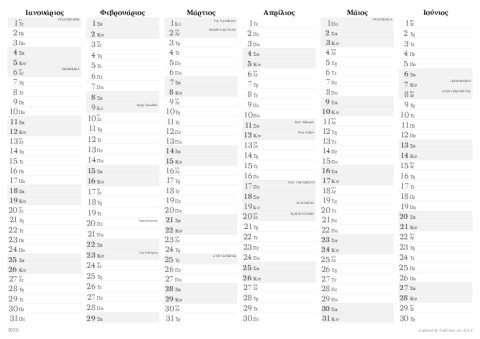 Ιανουάριος
1 Τε
2 Πε
3 Πα
4 Σα
5 Κυ
6 Δε
7 Τρ
8 Τε
9 Πε
10 Πα
11 Σα
12 Κυ
13 Δε
14 Τρ
15 Τε
16 Πε
17 Πα
18 Σα
19 Κυ
20 Δε
21 Τρ
22 Τε
23 Πε
24 Πα
25 Σα
26 Κυ
27 Δε
28 Τρ
29 Τε
30 Πε
31 Πα
Φεβρουάριος
1 Σα
2 Κυ
3 Δε
4 Τρ
5 Τε
6 Πε
7 Πα
8 Σα
9 Κυ
10 Δε
11 Τρ
12 Τε
13 Πε
14 Πα
15 Σα
16 Κυ
17 Δε
18 Τρ
19 Τε
20 Πε
21 Πα
22 Σα
23 Κυ
24 Δε
25 Τρ
26 Τε
27 Πε
28 Πα
29 Σα
Μάρτιος
1 Κυ
2 Δε
3 Τρ
4 Τε
5 Πε
6 Πα
7 Σα
8 Κυ
9 Δε
10 Τρ
11 Τε
12 Πε
13 Πα
14 Σα
15 Κυ
16 Δε
17 Τρ
18 Τε
19 Πε
20 Πα
21 Σα
22 Κυ
23 Δε
24 Τρ
25 Τε
26 Πε
27 Πα
28 Σα
29 Κυ
30 Δε
31 Τρ
Απρίλιος
1 Τε
2 Πε
3 Πα
4 Σα
5 Κυ
6 Δε
7 Τρ
8 Τε
9 Πε
10 Πα
11 Σα
12 Κυ
13 Δε
14 Τρ
15 Τε
16 Πε
17 Πα
18 Σα
19 Κυ
20 Δε
21 Τρ
22 Τε
23 Πε
24 Πα
25 Σα
26 Κυ
27 Δε
28 Τρ
29 Τε
30 Πε
Μάιος
1 Πα
2 Σα
3 Κυ
4 Δε
5 Τρ
6 Τε
7 Πε
8 Πα
9 Σα
10 Κυ
11 Δε
12 Τρ
13 Τε
14 Πε
15 Πα
16 Σα
17 Κυ
18 Δε
19 Τρ
20 Τε
21 Πε
22 Πα
23 Σα
24 Κυ
25 Δε
26 Τρ
27 Τε
28 Πε
29 Πα
30 Σα
31 Κυ
Ιούνιος
1 Δε
2 Τρ
3 Τε
4 Πε
5 Πα
6 Σα
7 Κυ
8 Δε
9 Τρ
10 Τε
11 Πε
12 Πα
13 Σα
14 Κυ
15 Δε
16 Τρ
17 Τε
18 Πε
19 Πα
20 Σα
21 Κυ
22 Δε
23 Τρ
24 Τε
25 Πε
26 Πα
27 Σα
28 Κυ
29 Δε
30 Τρ
2020